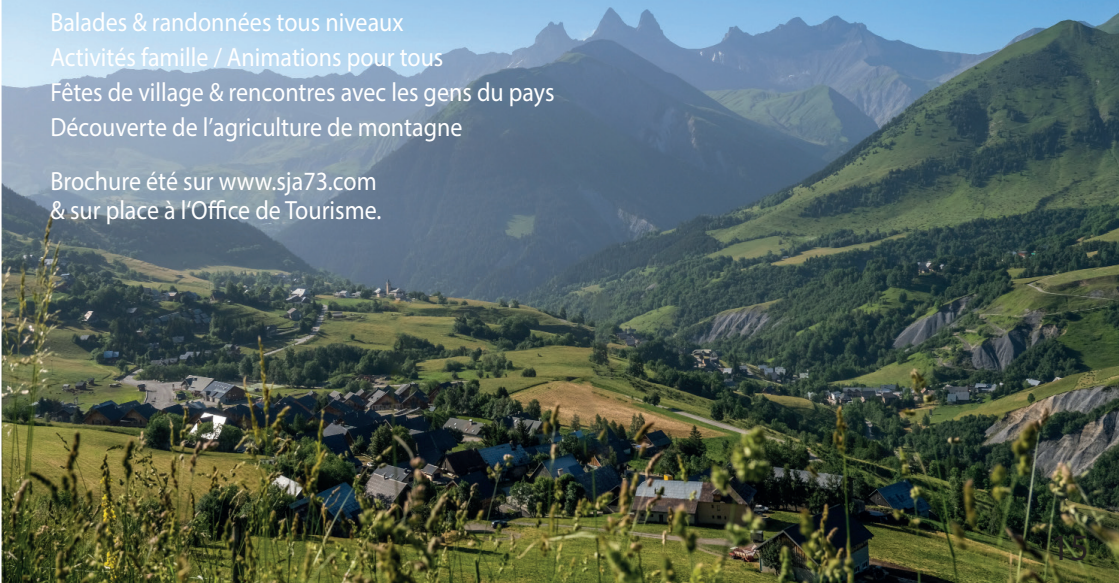 Balades & randonnées tous niveaux
Activités famille / Animations pour tous
Fêtes de village & rencontres avec les gens du pays
Découverte de l’agriculture de montagne
Brochure été sur www.sja73.com
& sur place à l’Office de Tourisme.